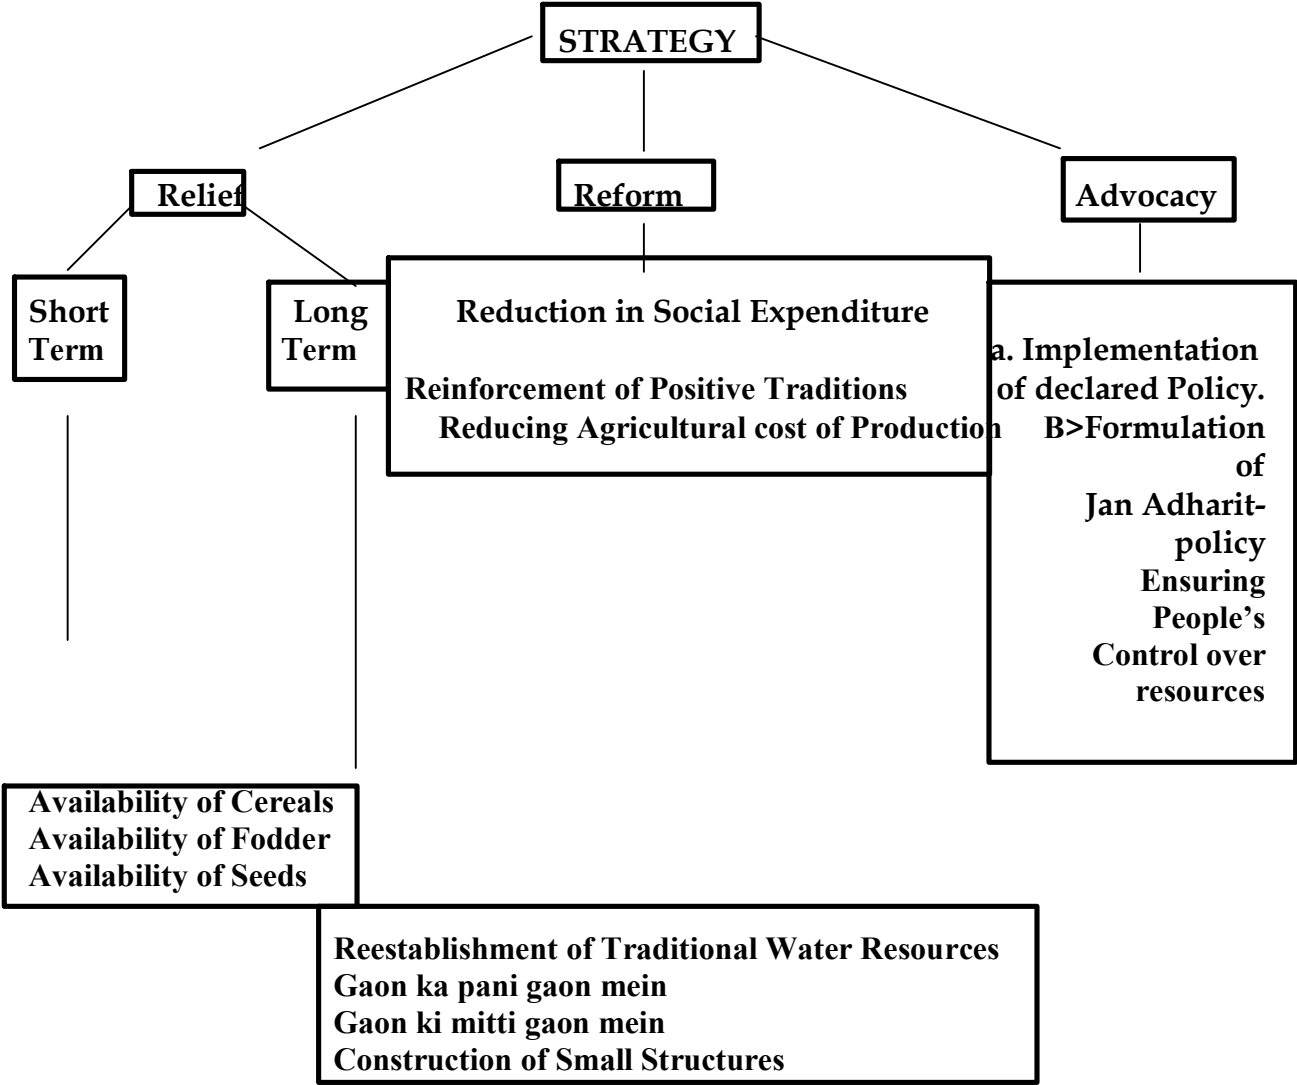 STRATEGY
Relief
Reform
Advocacy
Short
Term
Long
Term
Reduction in Social Expenditure
Reinforcement of Positive Traditions
Reducing Agricultural cost of Production
a. Implementation
of declared Policy.
B>Formulation
of
Jan Adharit-
policy
Ensuring
People’s
Control over
resources
Availability of Cereals
Availability of Fodder
Availability of Seeds
Reestablishment of Traditional Water Resources
Gaon ka pani gaon mein
Gaon ki mitti gaon mein
Construction of Small Structures